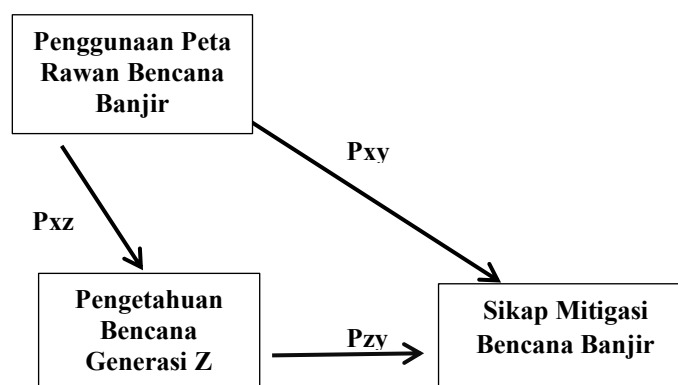 Penggunaan Peta
Rawan Bencana
Banjir
Pxy
Pxz
Pengetahuan
Bencana
Generasi Z
Pzy
Sikap Mitigasi
Bencana Banjir